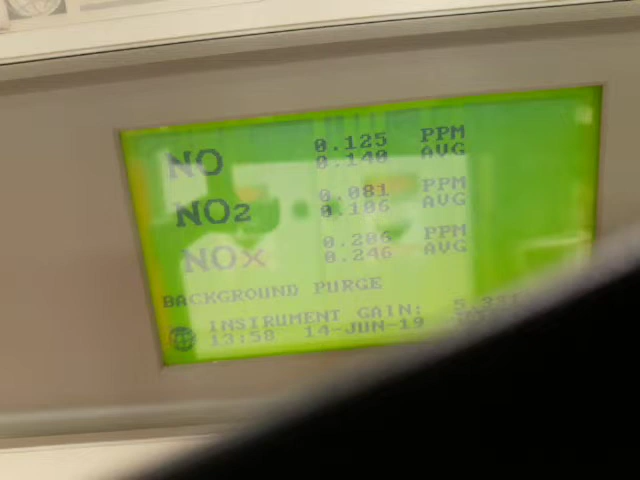 NO 0.125 PPM
0.140 AVG
NO2 0.081 PPM
0.106 AVG
NOX 0.206 PPM
0.246 AVG
BACKGROUND PURGE
INSTRUMENT GAIN:
13:58 14-JUN-19